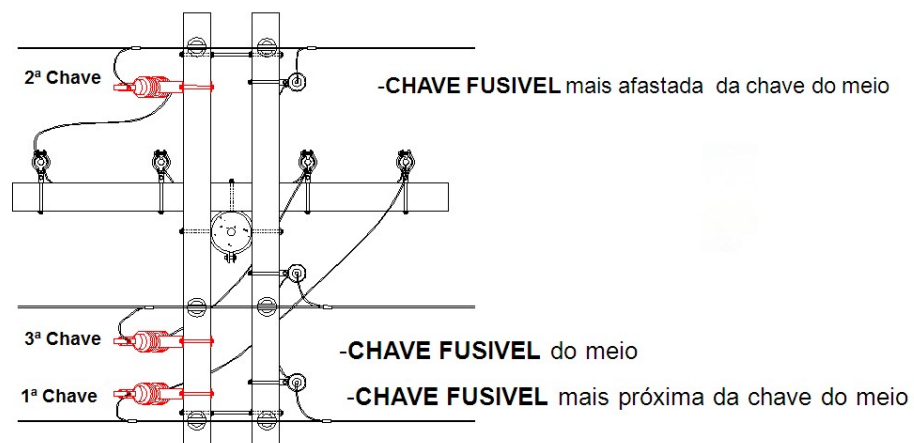 2ª Chave
-CHAVE FUSIVEL mais afastada da chave do meio
3ª Chave
-CHAVE FUSIVEL do meio
1ª Chave
-CHAVE FUSIVEL mais próxima da chave do meio